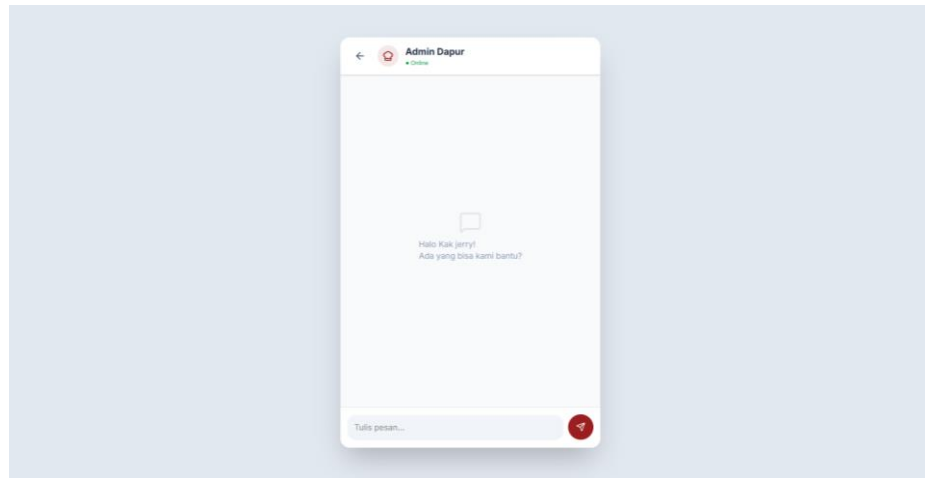 Admin Dapur
• Online
Halo Kak jerry!
Ada yang bisa kami bantu?
Tulis pesan...